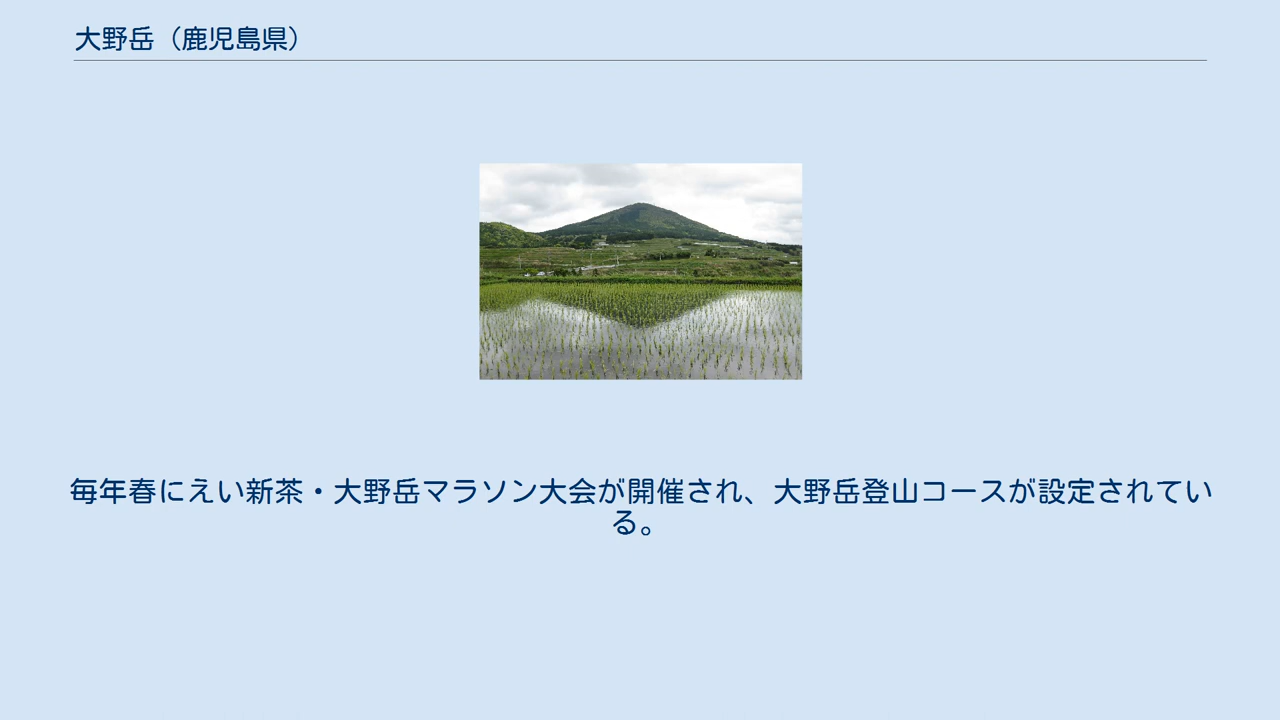 大野岳（鹿児島県）
毎年春にえい新茶・大野岳マラソン大会が開催され、大野岳登山コースが設定されてい
る。